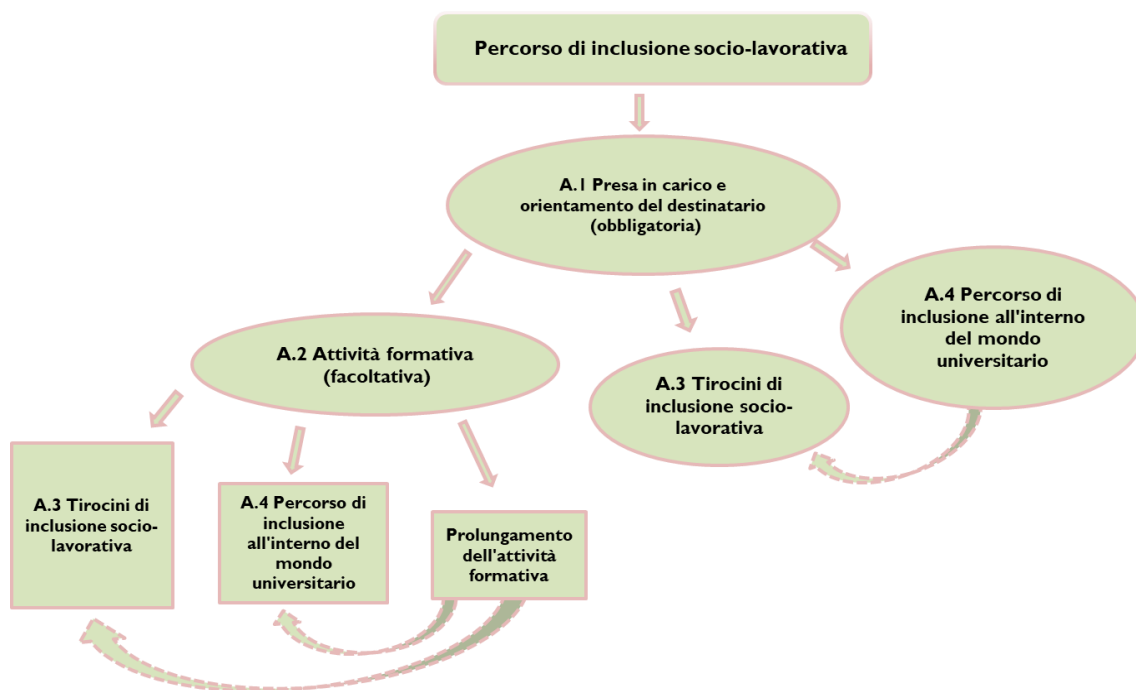 Percorso di inclusione socio-lavorativa
A.1 Presa in carico e
orientamento del destinatario
(obbligatoria)
A.4 Percorso di
inclusione all'interno
del mondo
universitario
A.2 Attività formativa
(facoltativa)
A.3 Tirocini di
inclusione socio-
lavorativa
A.3 Tirocini di
inclusione socio-
lavorativa
A.4 Percorso di
inclusione
all'interno del
mondo
universitario
Prolungamento
dell'attività
formativa